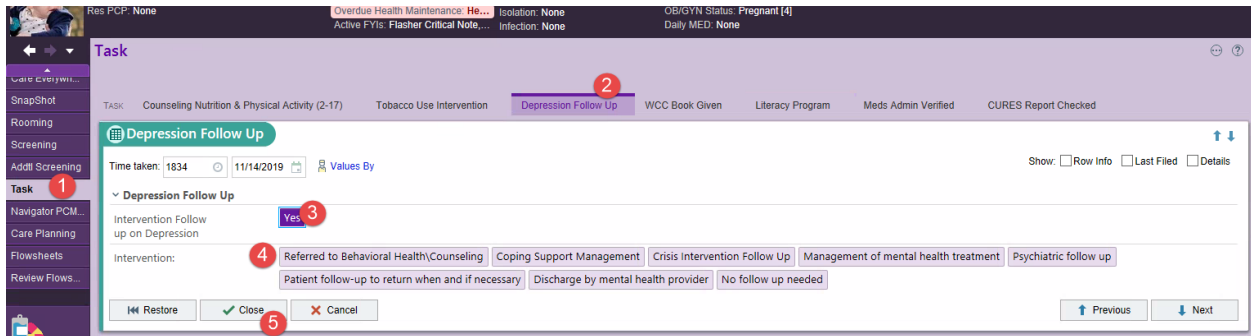 Res PCP: None
Overdue Health Maintenance: He...
Isolation: None
OB/GYN Status: Pregnant [4]
Active FYIs: Flasher Critical Note,...
Infection: None
Daily MED: None
Task
Care Everywh...
SnapShot
Rooming
Screening
Addtl Screening
Task 1
Navigator PCM...
Care Planning
Flowsheets
Review Flows...
2
TASK Counseling Nutrition & Physical Activity (2-17) Tobacco Use Intervention Depression Follow Up WCC Book Given Literacy Program Meds Admin Verified CURES Report Checked
Depression Follow Up
Time taken: 1834 11/14/2019 Values By
Show: Row Info Last Filed Details
Depression Follow Up
Intervention Follow
up on Depression
Yes 3
Intervention:
4 Referred to Behavioral Health\Counseling Coping Support Management Crisis Intervention Follow Up Management of mental health treatment Psychiatric follow up
Patient follow-up to return when and if necessary Discharge by mental health provider No follow up needed
Restore Close Cancel Previous Next
5